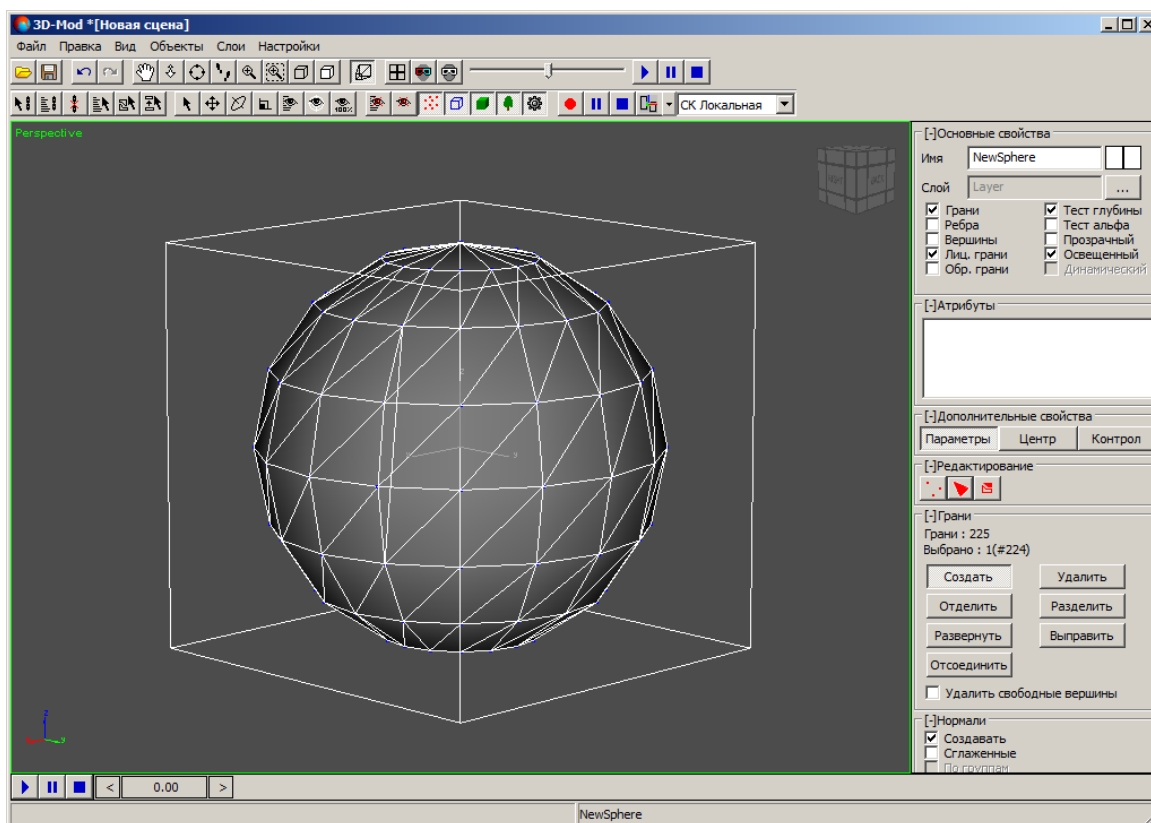 3D-Mod *[Новая сцена]
Файл Правка Вид Объекты Слои Настройки
100%
СК Локальная
Perspective
[-]Основные свойства
Имя NewSphere
Слой Layer ...
Грани Тест глубины
Ребра Тест альфа
Вершины Прозрачный
Лиц. грани Освещенный
Обр. грани Динамический
[-]Атрибуты
[-]Дополнительные свойства
Параметры Центр Контрол
[-]Редактирование
[-]Грани
Грани : 225
Выбрано : 1(#224)
Создать Удалить
Отделить Разделить
Развернуть Выправить
Отсоединить
Удалить свободные вершины
[-]Нормали
Создавать
Сглаженные
По группам
z
y
z
y
< 0.00 >
NewSphere